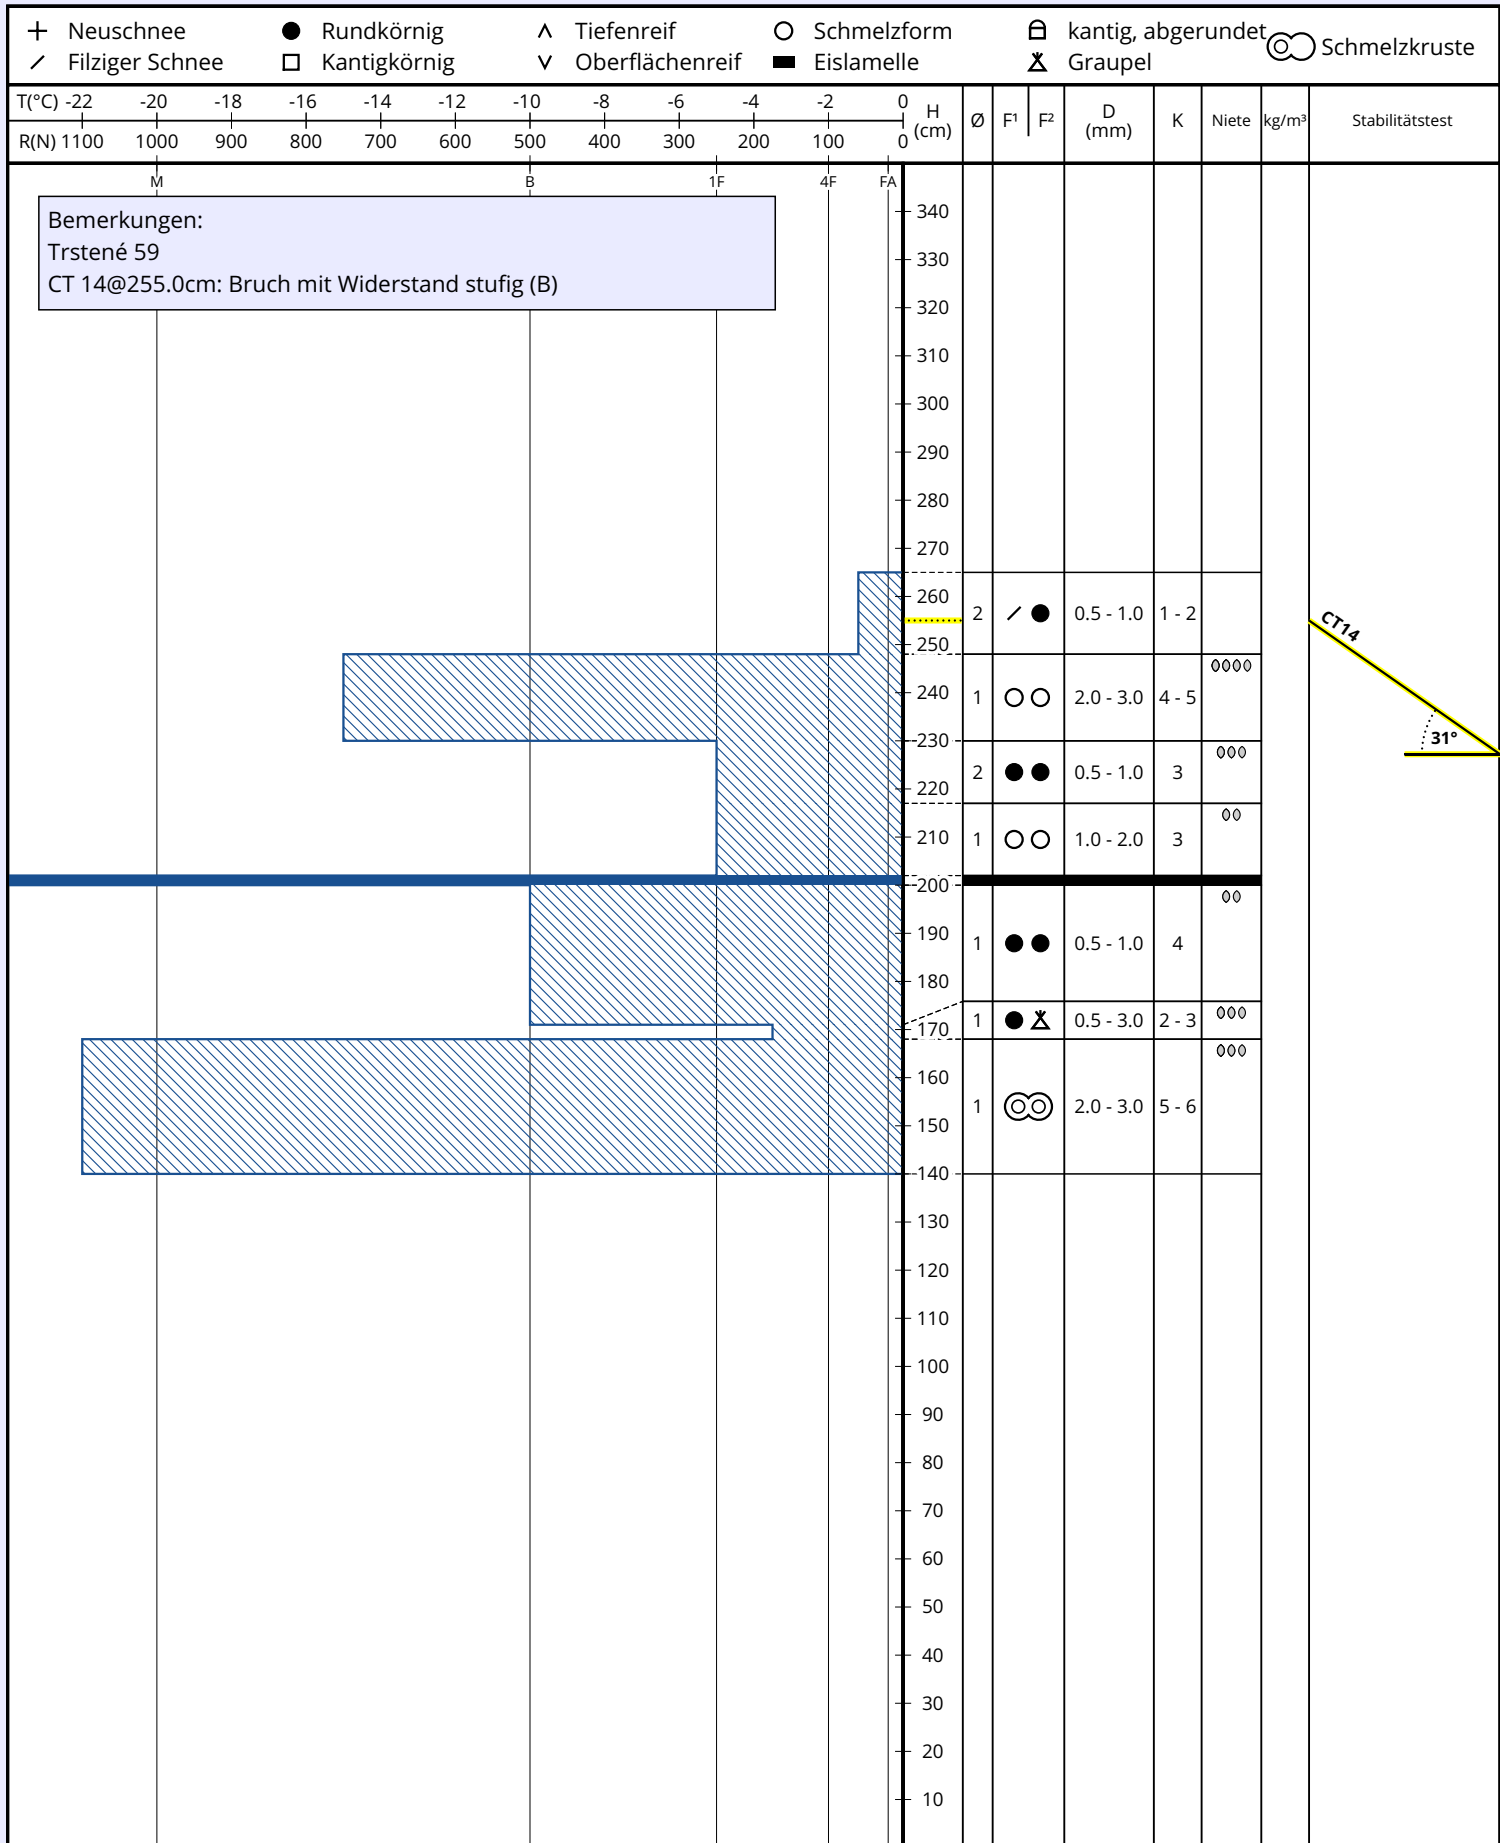 Neuschnee Rundkörnig Tiefenreif Schmelzform kantig, abgerundet Schmelzkruste
Filziger Schnee Kantigkörnig Oberflächenreif Eislamelle Graupel
T(°C) -22 -20 -18 -16 -14 -12 -10 -8 -6 -4 -2 0
R(N) 1100 1000 900 800 700 600 500 400 300 200 100 0
H (cm) Ø F¹ F² D (mm) K Niete kg/m³ Stabilitätstest
M B 1F 4F FA
Bemerkungen:
Trstené 59
CT 14@255.0cm: Bruch mit Widerstand stufig (B)
340
330
320
310
300
290
280
270
260
2 0.5 - 1.0 1 - 2
CT14
250
240
1 2.0 - 3.0 4 - 5
230
31°
2 0.5 - 1.0 3
220
210
1 1.0 - 2.0 3
200
190
1 0.5 - 1.0 4
180
1 0.5 - 3.0 2 - 3
170
160
1 2.0 - 3.0 5 - 6
150
140
130
120
110
100
90
80
70
60
50
40
30
20
10